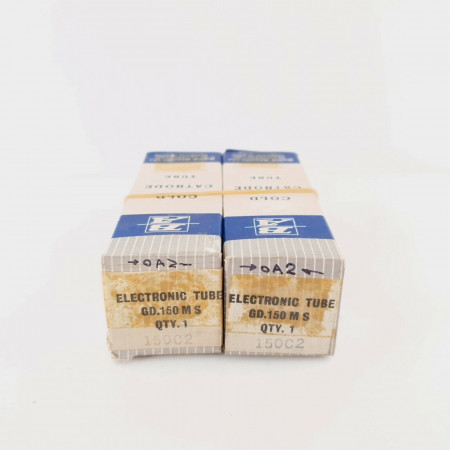 COLD
CATHODE
TUBE
→OA2←
ELECTRONIC TUBE
GD.150 M S
QTY. 1
150C2
COLD
CATHODE
TUBE
→OA2←
ELECTRONIC TUBE
GD.150 M S
QTY. 1
150C2